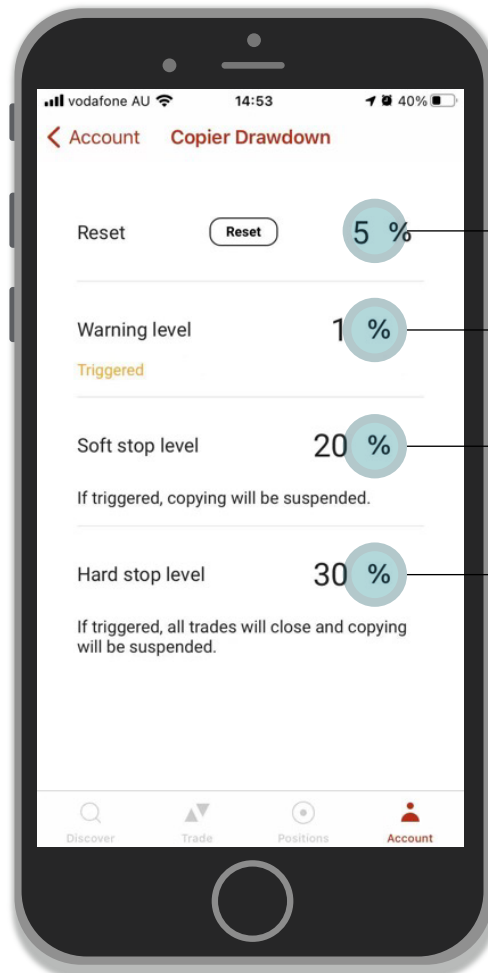 vodafone AU 14:53 40%
Account Copier Drawdown
Reset Reset 5 %
Warning level 1 %
Triggered
Soft stop level 20 %
If triggered, copying will be suspended.
Hard stop level 30 %
If triggered, all trades will close and copying
will be suspended.
Discover Trade Positions Account